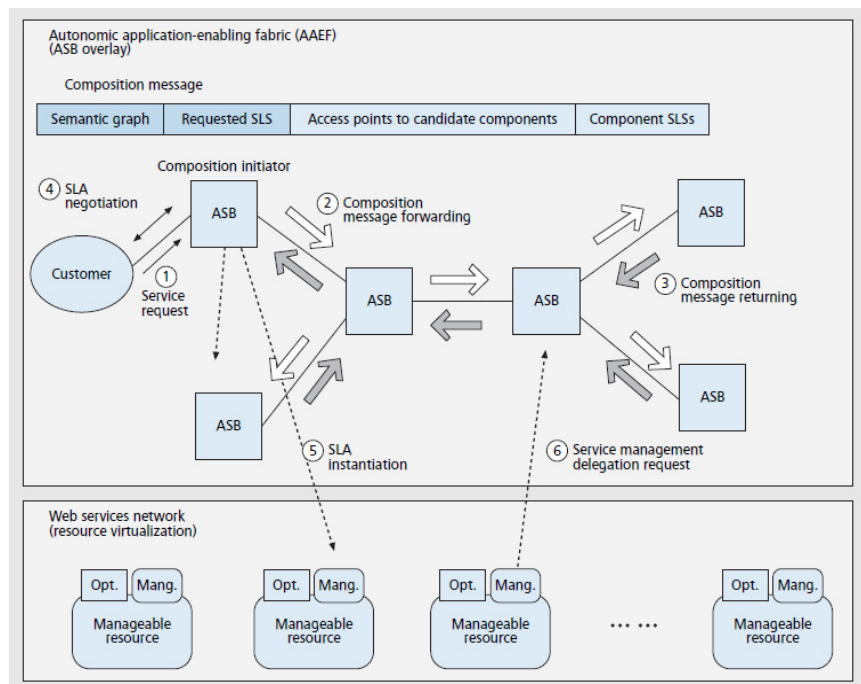 Autonomic application-enabling fabric (AAEF)
(ASB overlay)
Composition message
Semantic graph
Requested SLS
Access points to candidate components
Component SLSs
Composition initiator
4 SLA
negotiation
ASB
2 Composition
message forwarding
ASB
Customer
1
Service
request
ASB
ASB
3 Composition
message returning
ASB
ASB
5 SLA
instantiation
6 Service management
delegation request
Web services network
(resource virtualization)
Opt.
Mang.
Manageable
resource
Opt.
Mang.
Manageable
resource
Opt.
Mang.
Manageable
resource
... ...
Opt.
Mang.
Manageable
resource